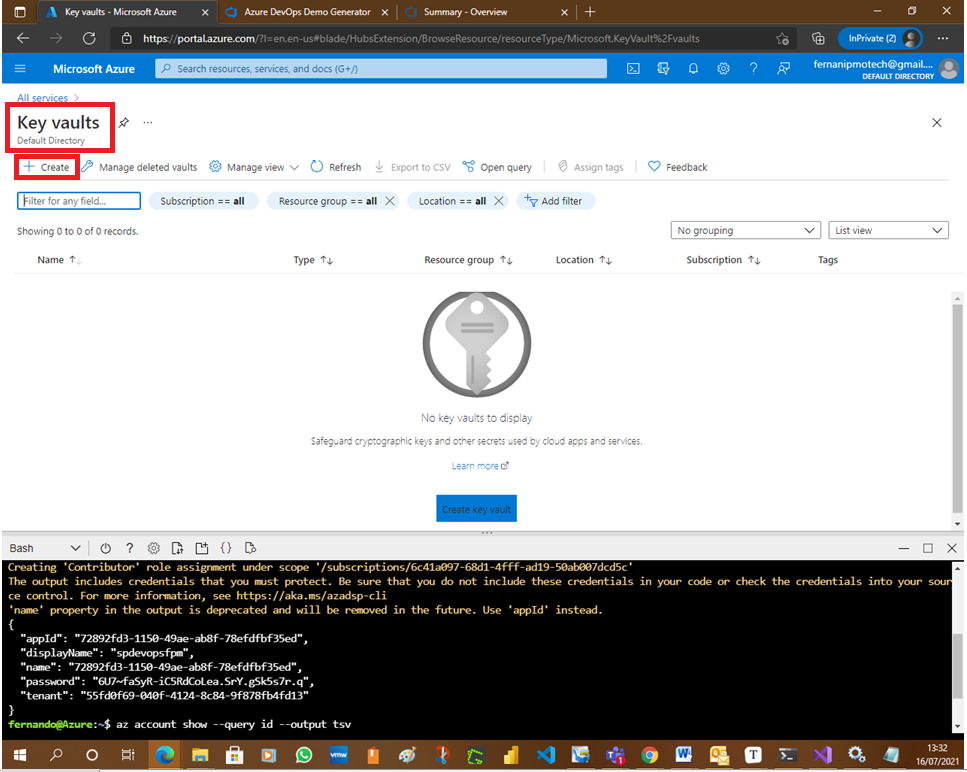 Key vaults - Microsoft Azure
Azure DevOps Demo Generator
Summary - Overview
https://portal.azure.com/?l=en.en-us#blade/HubsExtension/BrowseResource/resourceType/Microsoft.KeyVault%2Fvaults
InPrivate (2)
Microsoft Azure
Search resources, services, and docs (G+/)
fernanipmotech@gmail....
DEFAULT DIRECTORY
All services >
Key vaults
Default Directory
+ Create
Manage deleted vaults
Manage view
Refresh
Export to CSV
Open query
Assign tags
Feedback
Filter for any field...
Subscription == all
Resource group == all
Location == all
Add filter
Showing 0 to 0 of 0 records.
No grouping
List view
Name
Type
Resource group
Location
Subscription
Tags
No key vaults to display
Safeguard cryptographic keys and other secrets used by cloud apps and services.
Learn more
Create key vault
Bash
Creating 'Contributor' role assignment under scope '/subscriptions/6c41a097-68d1-4fff-ad19-50ab007dcd5c'
The output includes credentials that you must protect. Be sure that you do not include these credentials in your code or check the credentials into your sour
ce control. For more information, see https://aka.ms/azadsp-cli
'name' property in the output is deprecated and will be removed in the future. Use 'appId' instead.
{
"appId": "72892fd3-1150-49ae-ab8f-78efdfbf35ed",
"displayName": "spdevopsfpm",
"name": "72892fd3-1150-49ae-ab8f-78efdfbf35ed",
"password": "6U7~faSyR-iC5RdCoLea.SrY.gSk5s7r.q",
"tenant": "55fd0f69-040f-4124-8c84-9f878fb4fd13"
}
fernando@Azure:~$ az account show --query id --output tsv
13:32
16/07/2021